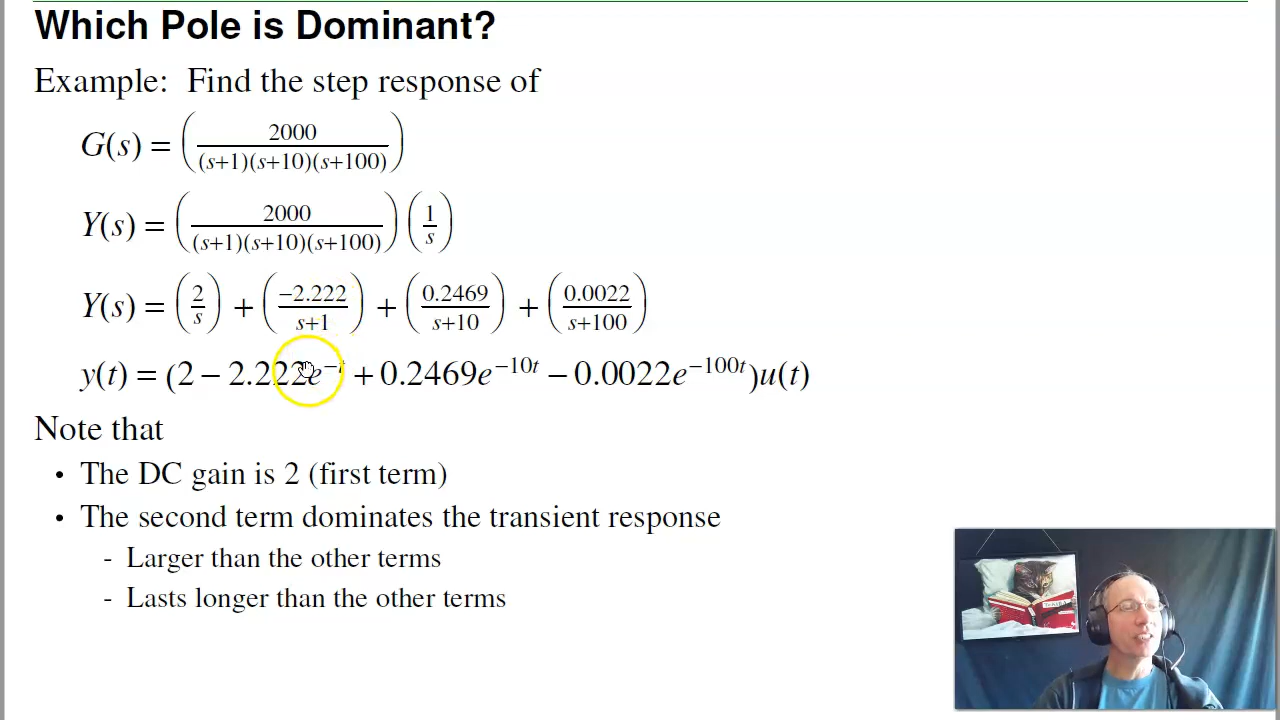 Which Pole is Dominant?
Example: Find the step response of
G(s) = (2000/((s+1)(s+10)(s+100)))
Y(s) = (2000/((s+1)(s+10)(s+100)))(1/s)
Y(s) = (2/s) + (−2.222/(s+1)) + (0.2469/(s+10)) + (0.0022/(s+100))
y(t) = (2 − 2.222e^−t + 0.2469e^−10t − 0.0022e^−100t)u(t)
Note that
• The DC gain is 2 (first term)
• The second term dominates the transient response
- Larger than the other terms
- Lasts longer than the other terms